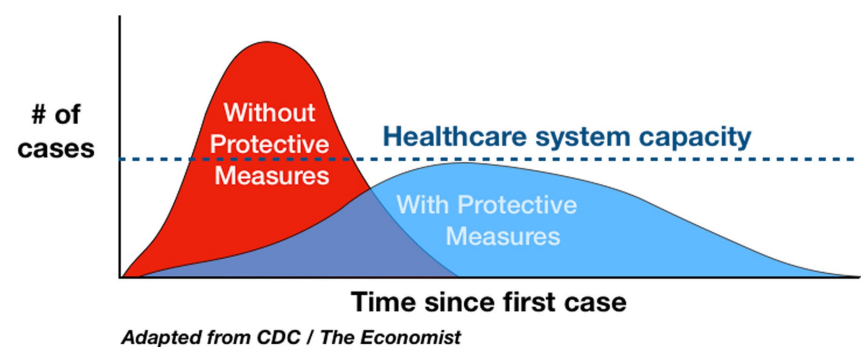 # of
cases
Without
Protective
Measures
Healthcare system capacity
With Protective
Measures
Time since first case
Adapted from CDC / The Economist